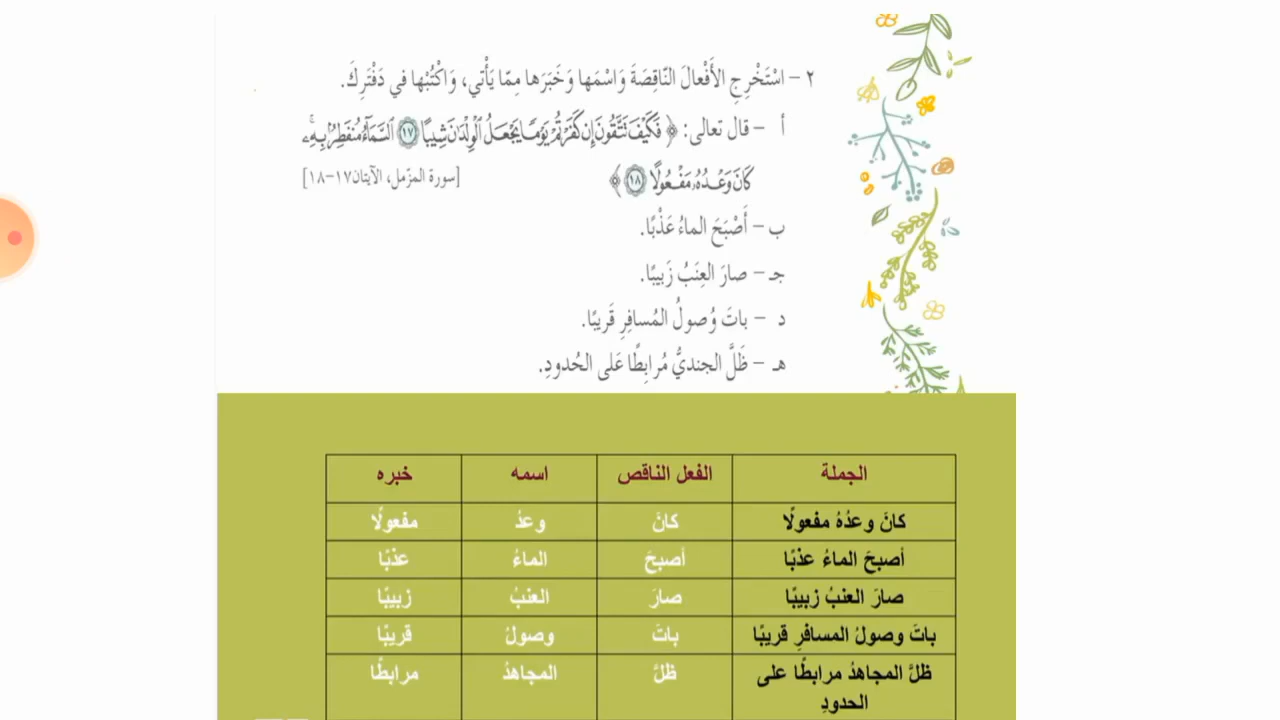 ٢ – اسْتَخْرِجِ الأَفْعالَ النّاقِصَةَ وَاسْمَها وَخَبَرَها مِمّا يَأْتي، وَاكْتُبْها في دَفْتَرِكَ.
أ – قال تعالى: ﴿ فَكَيْفَ تَتَّقُونَ إِن كَفَرْتُمْ يَوْمًا يَجْعَلُ الْوِلْدَانَ شِيبًا ١٧ السَّمَاءُ مُنفَطِرٌ بِهِ ۚ
كَانَ وَعْدُهُ مَفْعُولًا ١٨ ﴾ [سورة المزّمل، الآيتان ١٧–١٨]
ب – أَصْبَحَ الماءُ عَذْبًا.
جـ – صارَ العِنَبُ زَبيبًا.
د – باتَ وُصولُ المُسافِرِ قَريبًا.
هـ – ظَلَّ الجنديُّ مُرابِطًا عَلى الحُدودِ.
الجملة الفعل الناقص اسمه خبره
كانَ وعدُهُ مفعولًا كانَ وعدُ مفعولًا
أصبحَ الماءُ عذبًا أصبحَ الماءُ عذبًا
صارَ العنبُ زبيبًا صارَ العنبُ زبيبًا
باتَ وصولُ المسافرِ قريبًا باتَ وصولُ قريبًا
ظلَّ المجاهدُ مرابطًا على ظلَّ المجاهدُ مرابطًا
الحدودِ